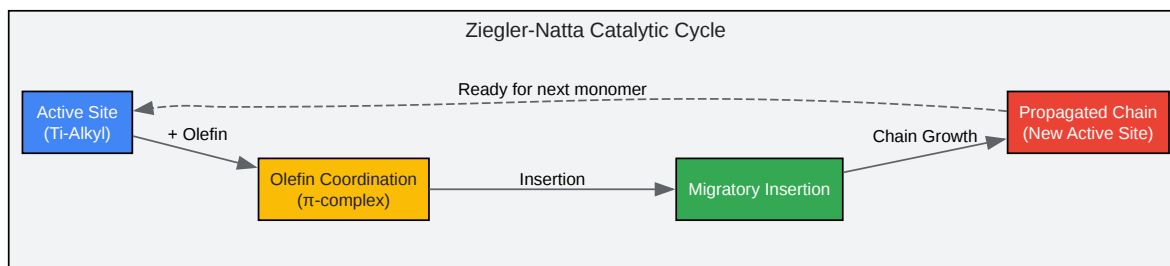 Ziegler-Natta Catalytic Cycle
Ready for next monomer
Active Site
(Ti-Alkyl)
+ Olefin
Olefin Coordination
(π-complex)
Insertion
Migratory Insertion
Chain Growth
Propagated Chain
(New Active Site)